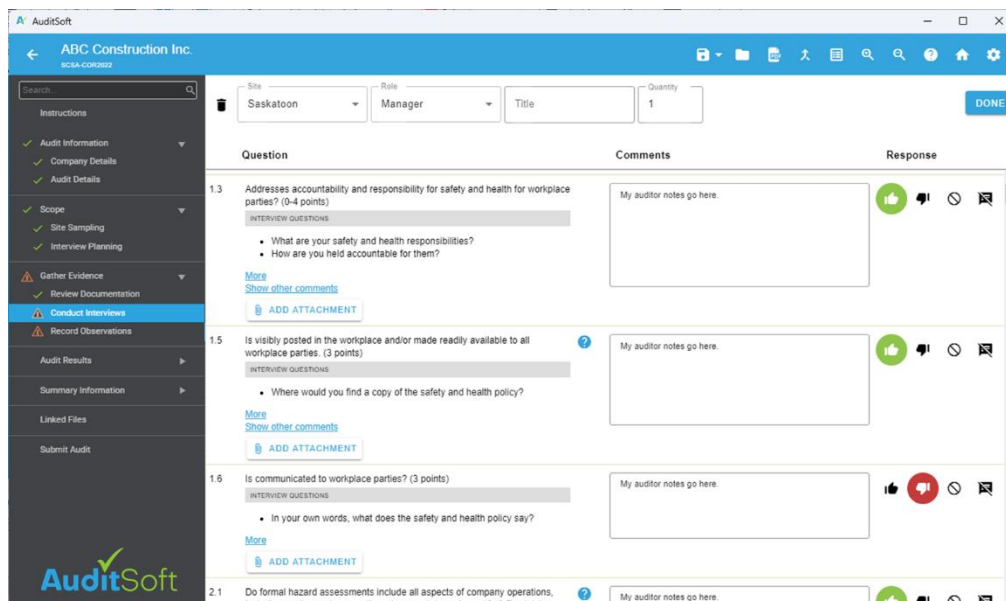 AuditSoft
ABC Construction Inc.
SCSA-COR2022
Search...
Instructions
Audit Information
Company Details
Audit Details
Scope
Site Sampling
Interview Planning
Gather Evidence
Review Documentation
Conduct Interviews
Record Observations
Audit Results
Summary Information
Linked Files
Submit Audit
AuditSoft
Site
Saskatoon
Role
Manager
Title
Quantity
1
DONE
Question
Comments
Response
1.3
Addresses accountability and responsibility for safety and health for workplace
parties? (0-4 points)
INTERVIEW QUESTIONS
• What are your safety and health responsibilities?
• How are you held accountable for them?
More
Show other comments
ADD ATTACHMENT
My auditor notes go here.
1.5
Is visibly posted in the workplace and/or made readily available to all
workplace parties. (3 points)
INTERVIEW QUESTIONS
• Where would you find a copy of the safety and health policy?
More
Show other comments
ADD ATTACHMENT
My auditor notes go here.
1.6
Is communicated to workplace parties? (3 points)
INTERVIEW QUESTIONS
• In your own words, what does the safety and health policy say?
More
ADD ATTACHMENT
My auditor notes go here.
2.1
Do formal hazard assessments include all aspects of company operations,
My auditor notes go here.